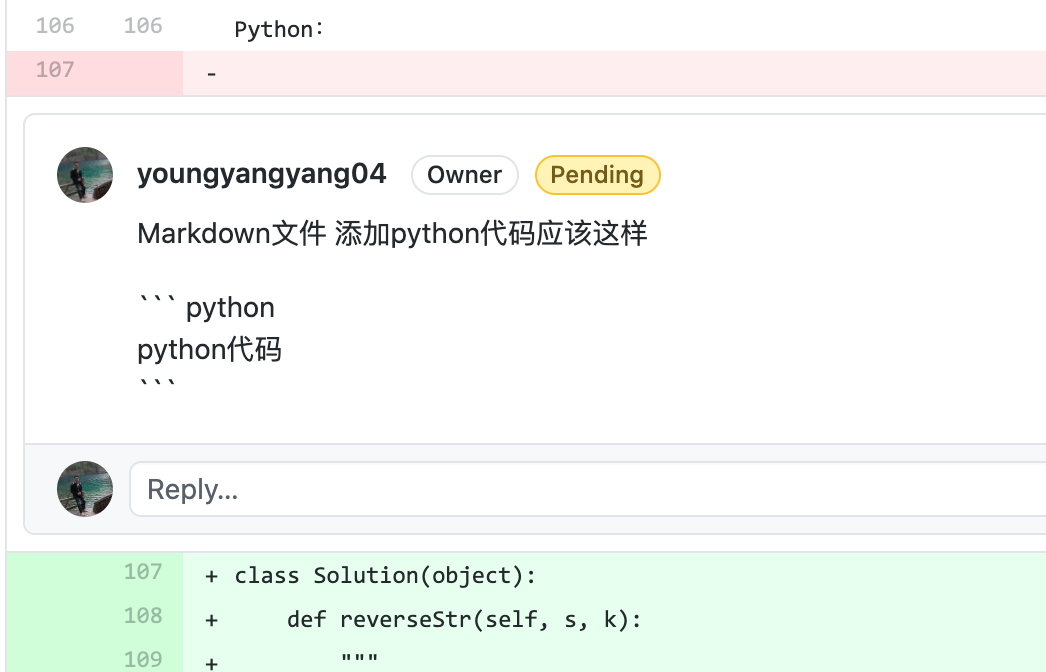 106 106 Python：
107 -
youngyangyang04 Owner Pending
Markdown文件 添加python代码应该这样
``` python
python代码
```
Reply...
107 + class Solution(object):
108 +     def reverseStr(self, s, k):
109 +         """